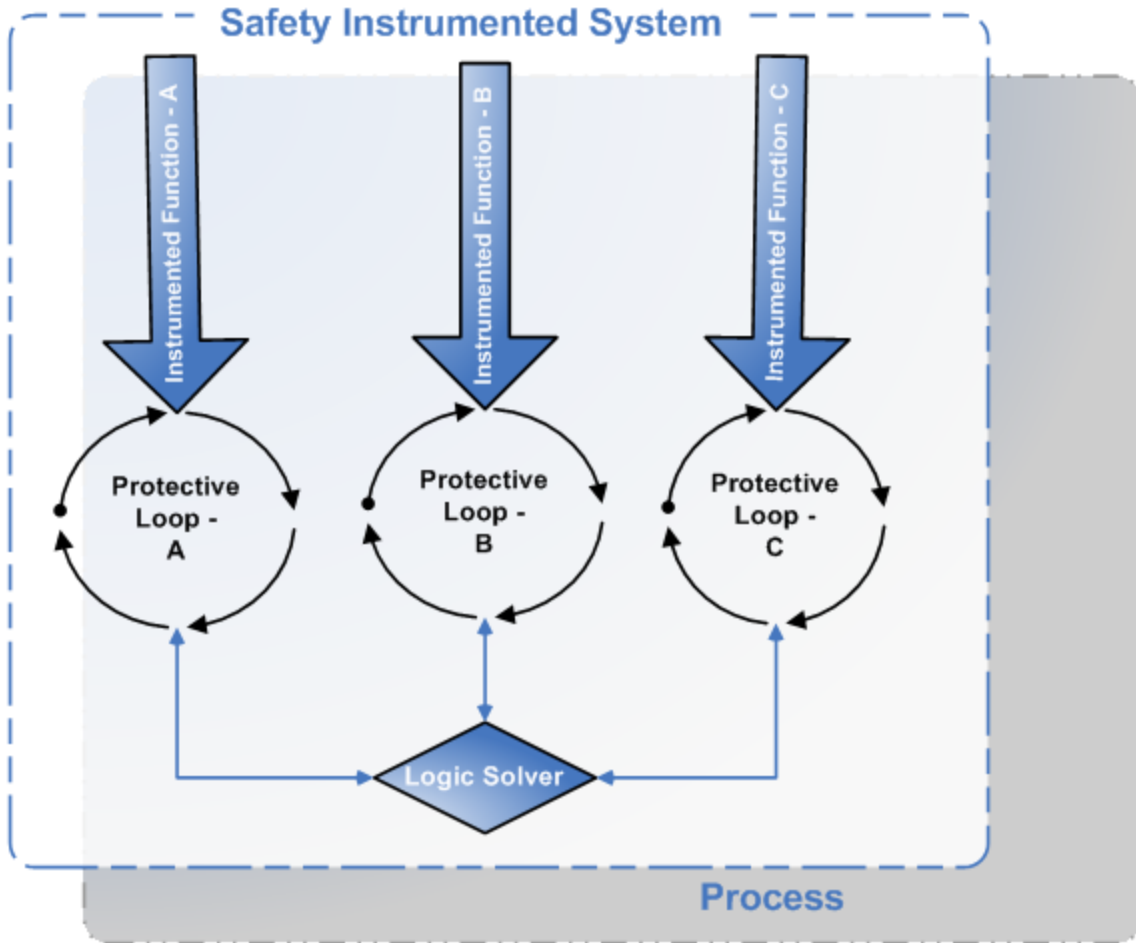 Safety Instrumented System
Instrumented Function - A
Instrumented Function - B
Instrumented Function - C
Protective
Loop -
A
Protective
Loop -
B
Protective
Loop -
C
Logic Solver
Process